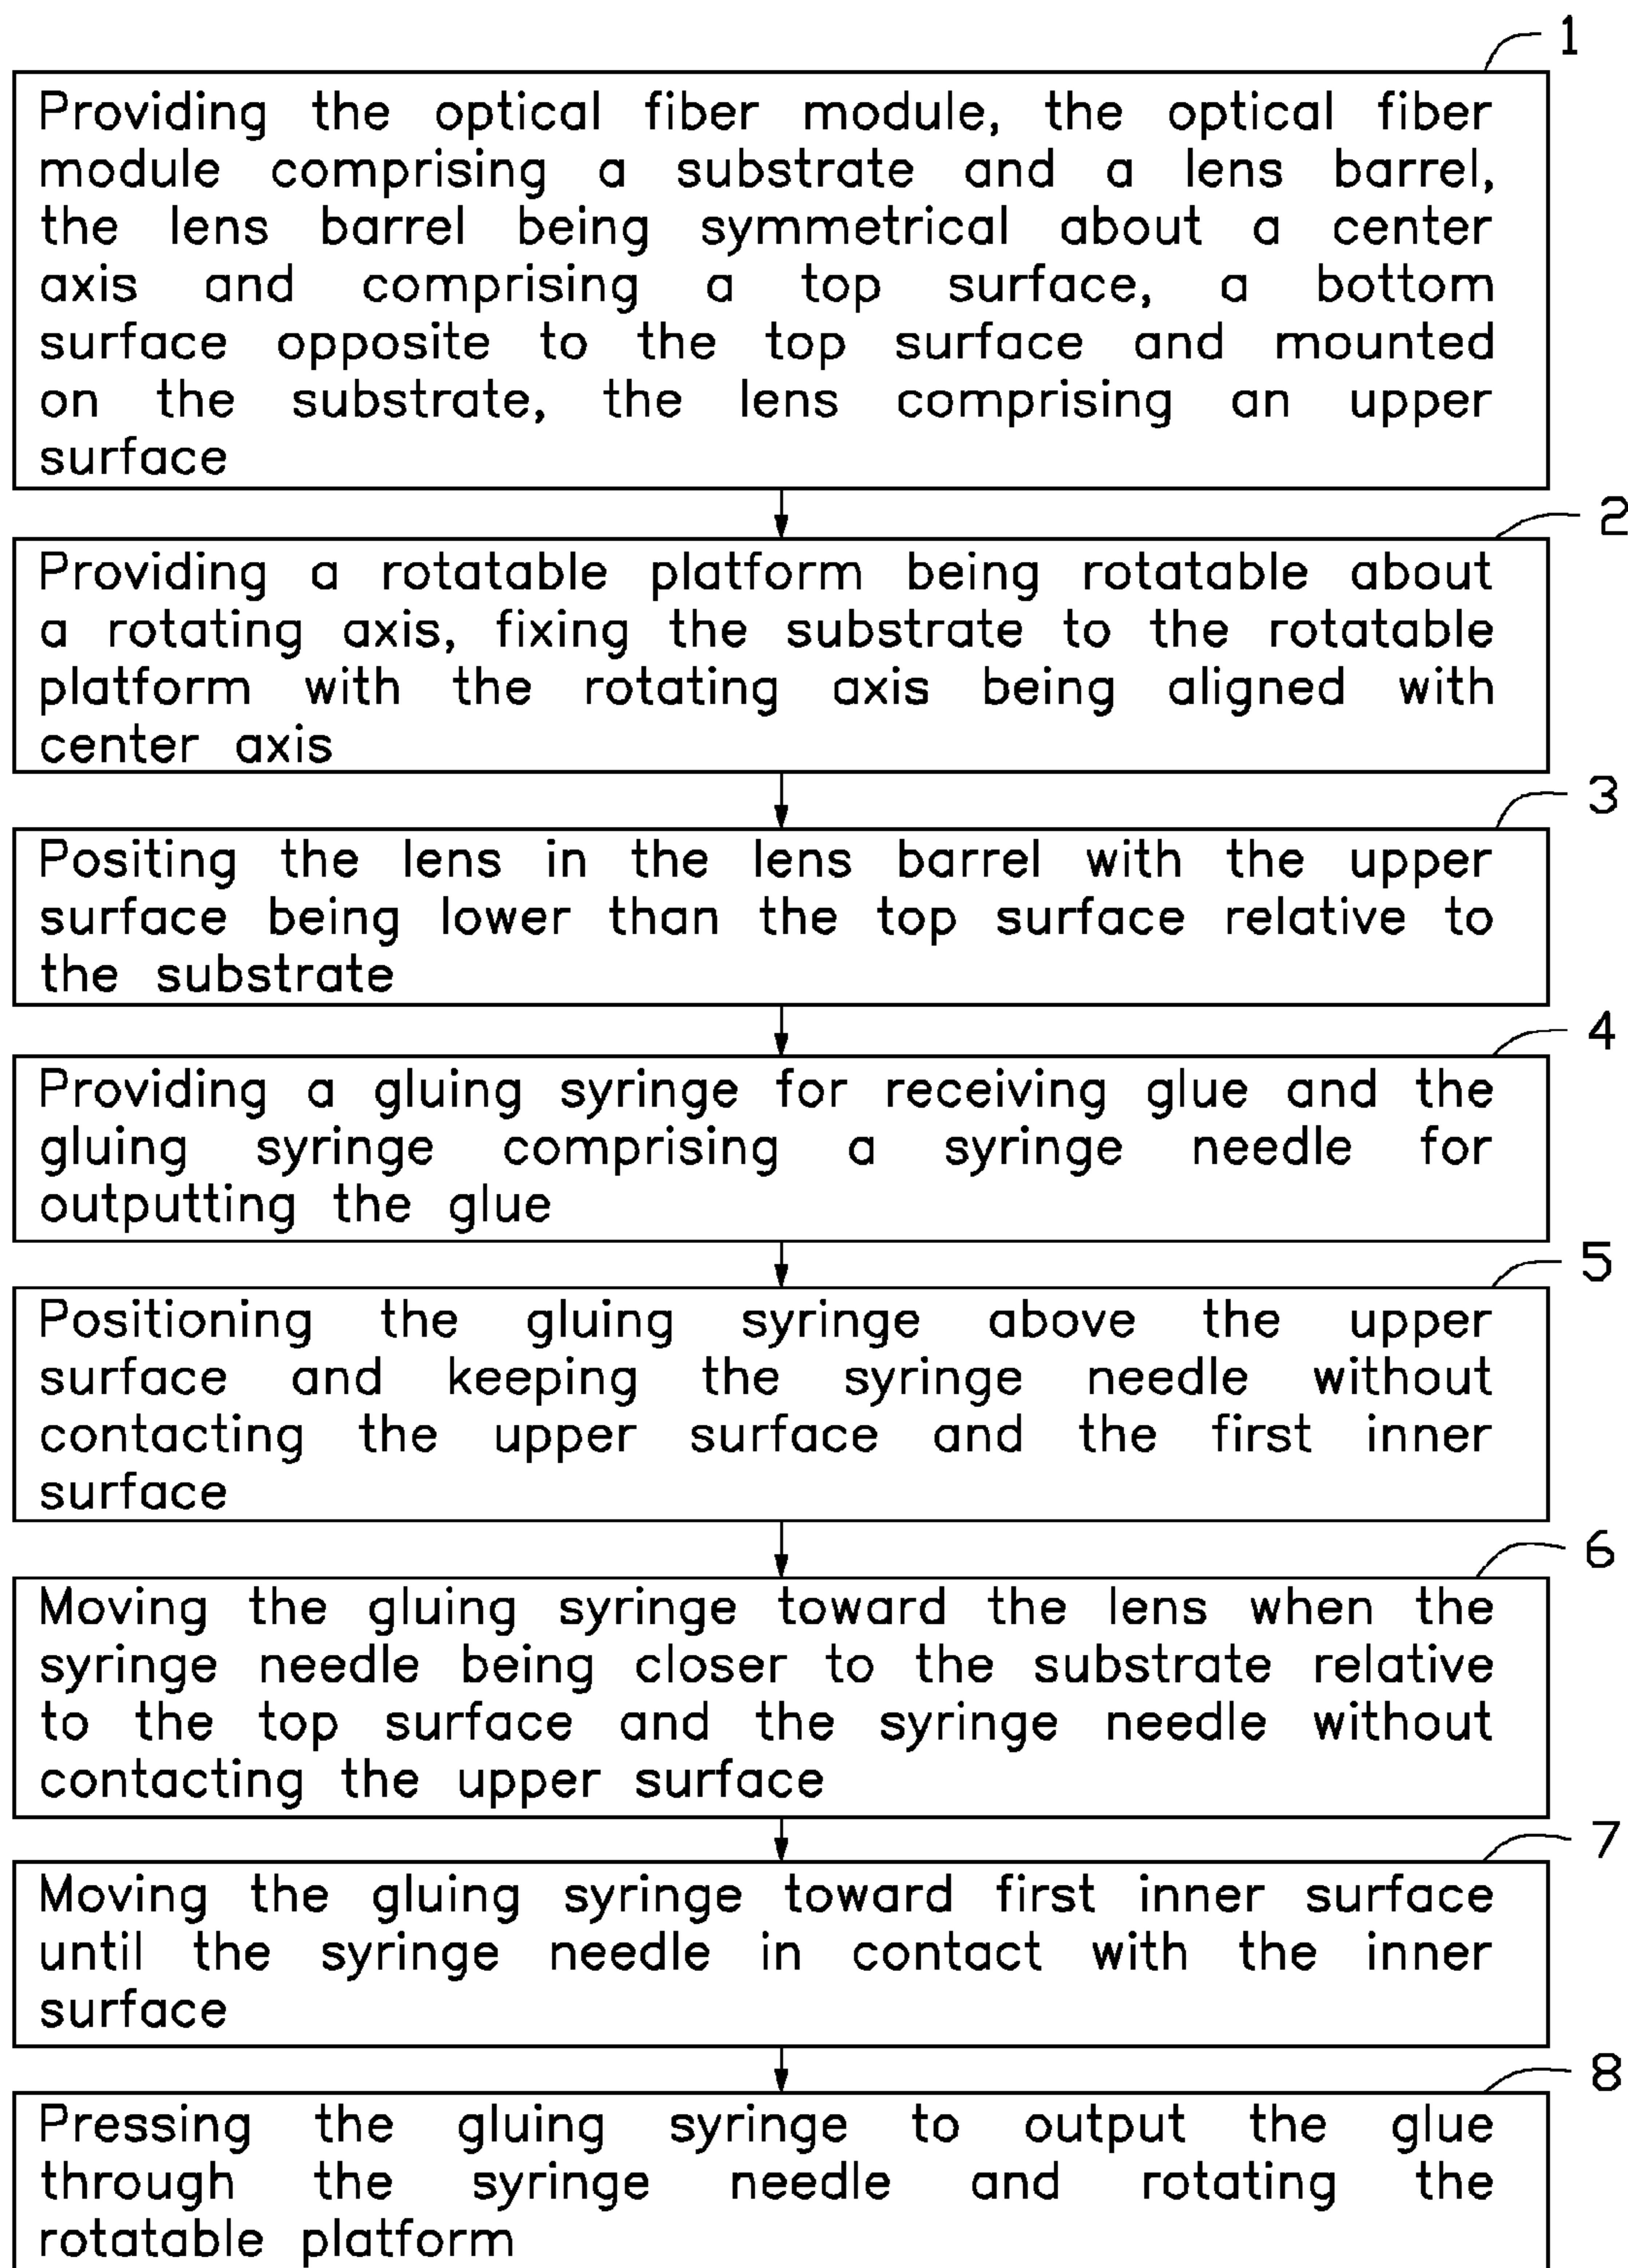 1
Providing the optical fiber module, the optical fiber
module comprising a substrate and a lens barrel,
the lens barrel being symmetrical about a center
axis and comprising a top surface, a bottom
surface opposite to the top surface and mounted
on the substrate, the lens comprising an upper
surface
2
Providing a rotatable platform being rotatable about
a rotating axis, fixing the substrate to the rotatable
platform with the rotating axis being aligned with
center axis
3
Positing the lens in the lens barrel with the upper
surface being lower than the top surface relative to
the substrate
4
Providing a gluing syringe for receiving glue and the
gluing syringe comprising a syringe needle for
outputting the glue
5
Positioning the gluing syringe above the upper
surface and keeping the syringe needle without
contacting the upper surface and the first inner
surface
6
Moving the gluing syringe toward the lens when the
syringe needle being closer to the substrate relative
to the top surface and the syringe needle without
contacting the upper surface
7
Moving the gluing syringe toward first inner surface
until the syringe needle in contact with the inner
surface
8
Pressing the gluing syringe to output the glue
through the syringe needle and rotating the
rotatable platform